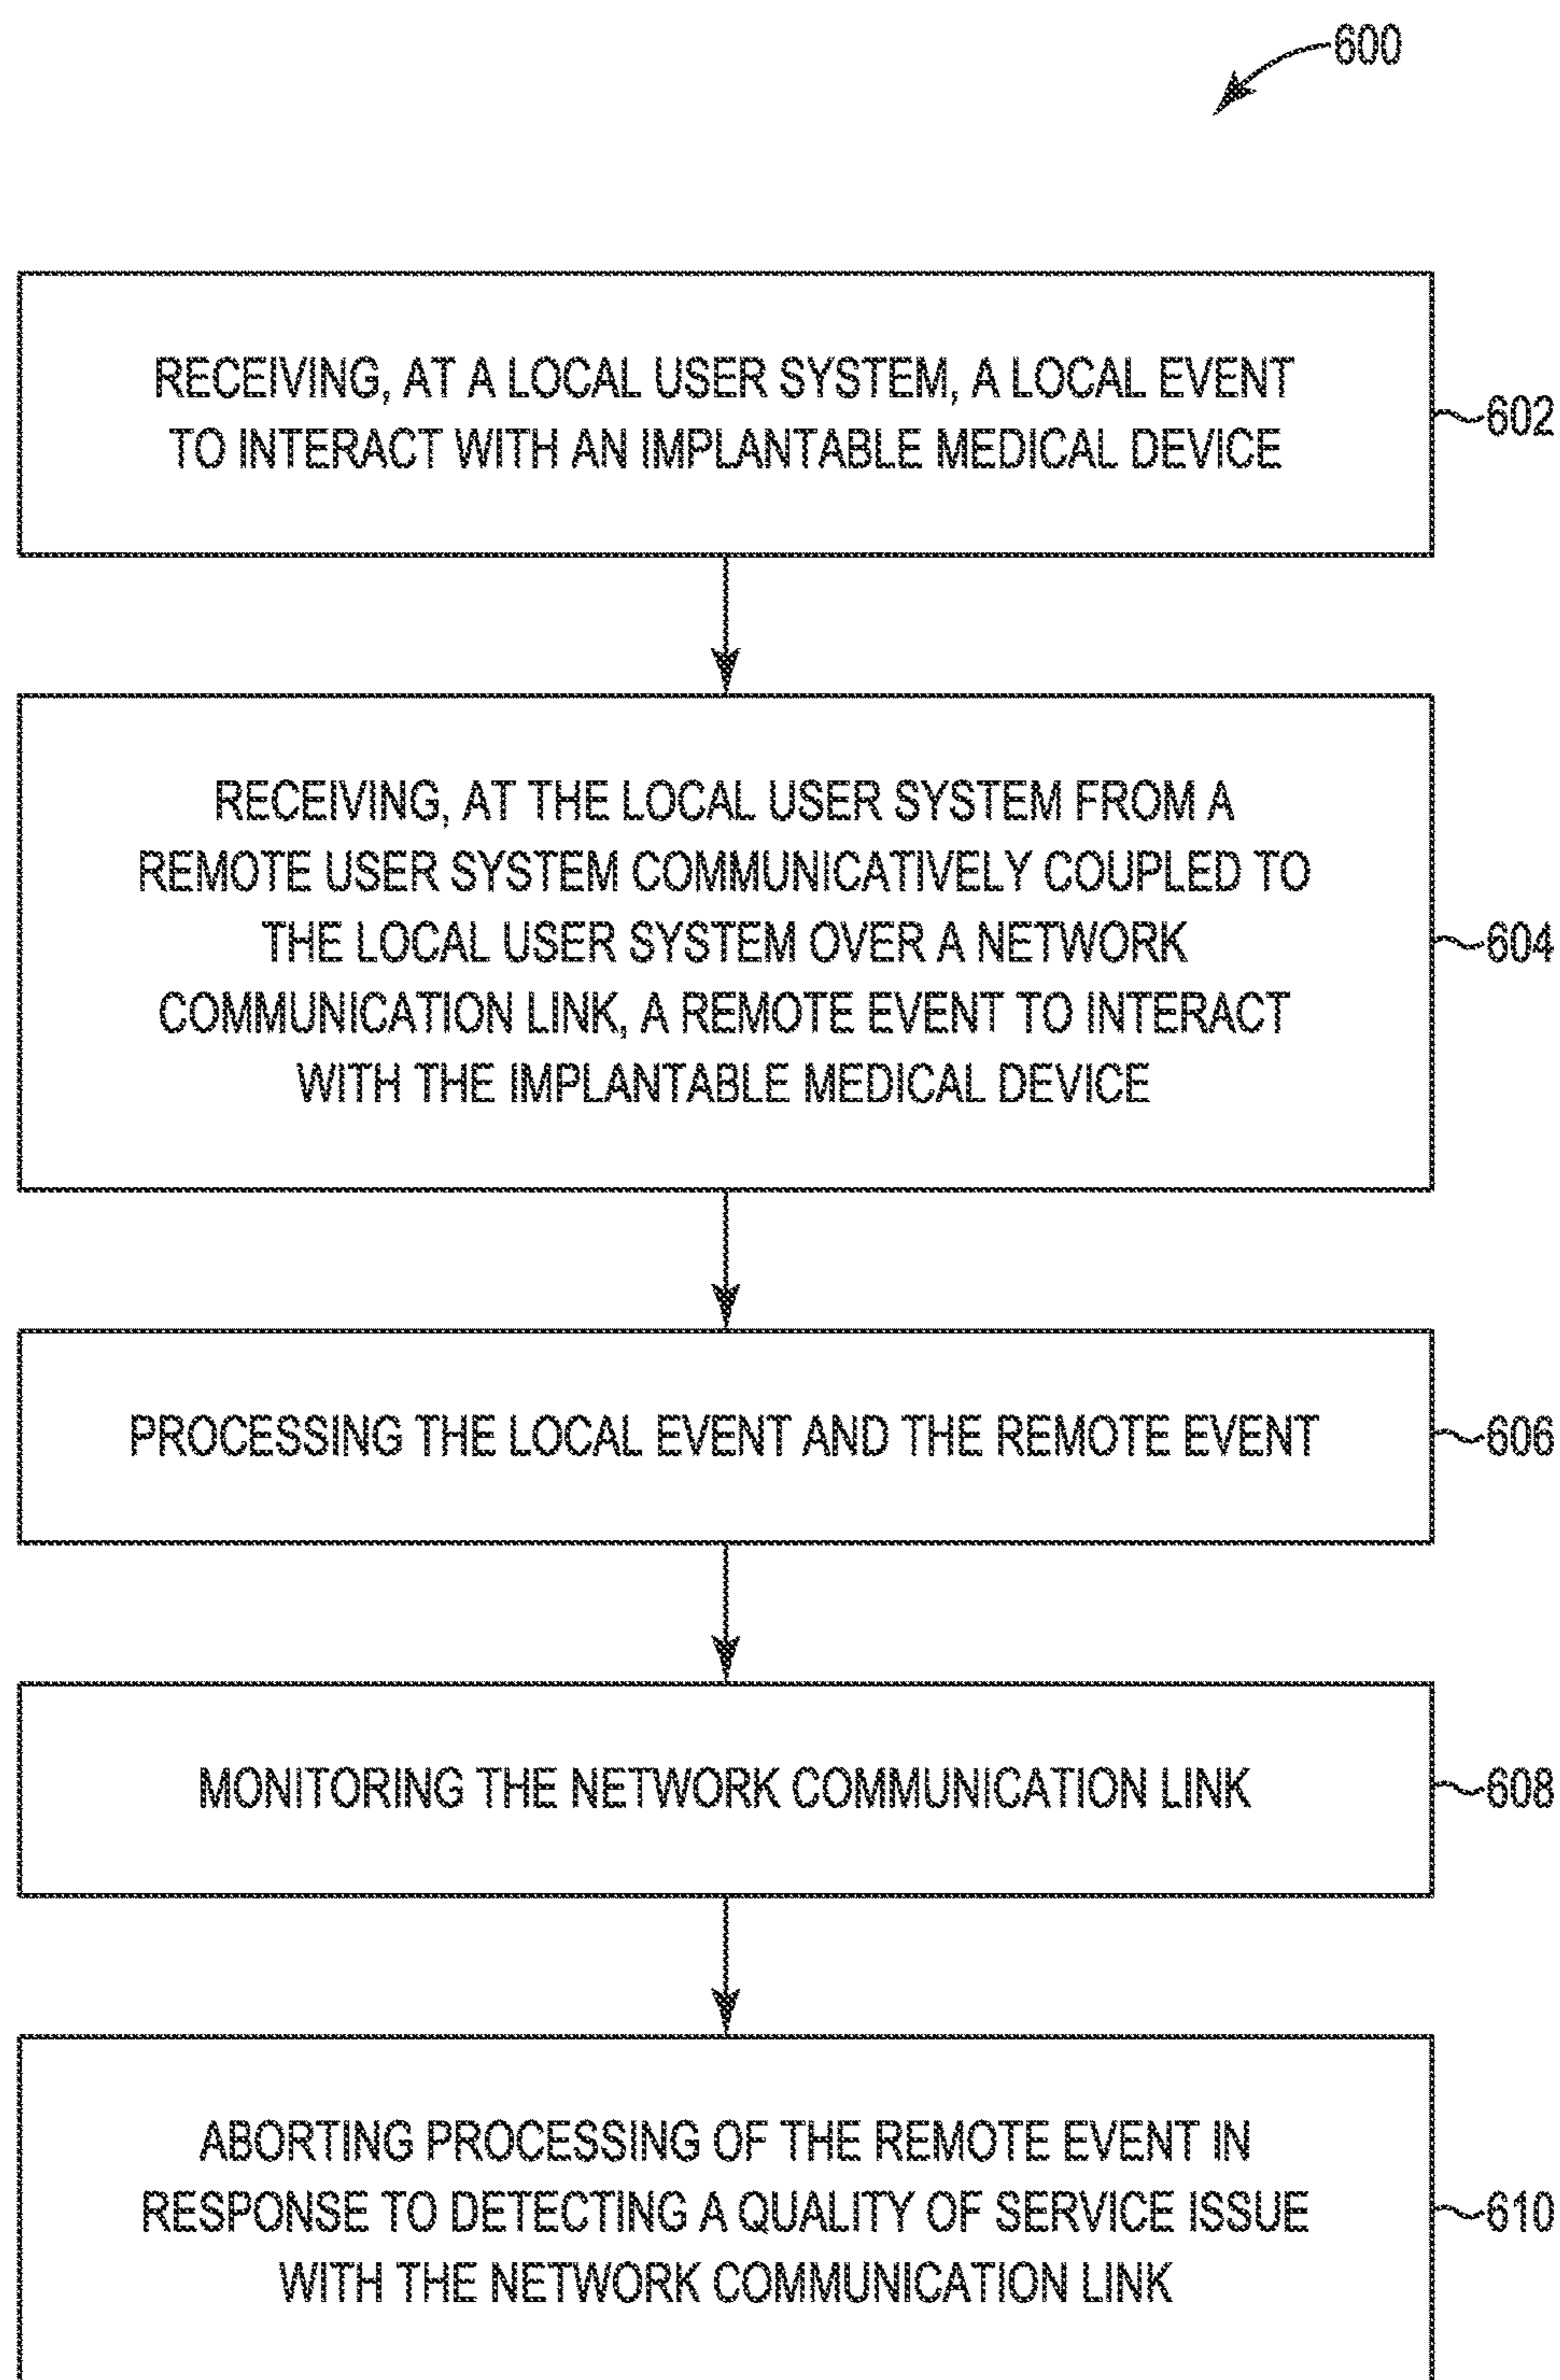 600
RECEIVING, AT A LOCAL USER SYSTEM, A LOCAL EVENT
TO INTERACT WITH AN IMPLANTABLE MEDICAL DEVICE
602
RECEIVING, AT THE LOCAL USER SYSTEM FROM A
REMOTE USER SYSTEM COMMUNICATIVELY COUPLED TO
THE LOCAL USER SYSTEM OVER A NETWORK
COMMUNICATION LINK, A REMOTE EVENT TO INTERACT
WITH THE IMPLANTABLE MEDICAL DEVICE
604
PROCESSING THE LOCAL EVENT AND THE REMOTE EVENT
606
MONITORING THE NETWORK COMMUNICATION LINK
608
ABORTING PROCESSING OF THE REMOTE EVENT IN
RESPONSE TO DETECTING A QUALITY OF SERVICE ISSUE
WITH THE NETWORK COMMUNICATION LINK
610